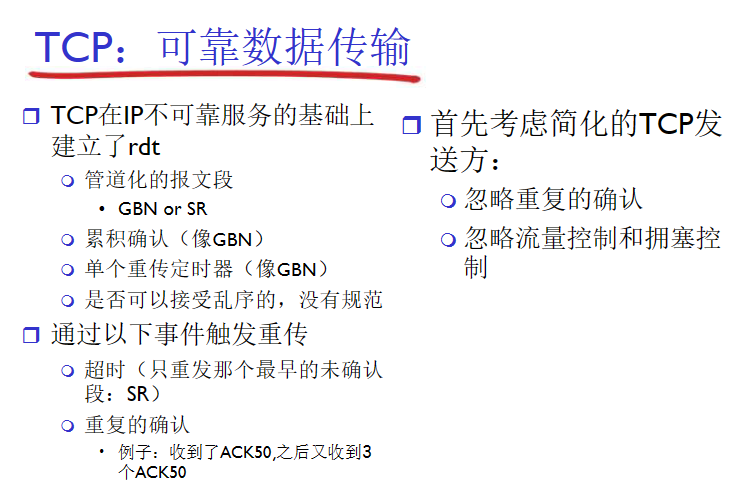 TCP：可靠数据传输
TCP在IP不可靠服务的基础上
建立了rdt
管道化的报文段
GBN or SR
累积确认（像GBN）
单个重传定时器（像GBN）
是否可以接受乱序的，没有规范
通过以下事件触发重传
超时（只重发那个最早的未确认
段：SR）
重复的确认
例子：收到了ACK50,之后又收到3
个ACK50
首先考虑简化的TCP发
送方：
忽略重复的确认
忽略流量控制和拥塞控
制